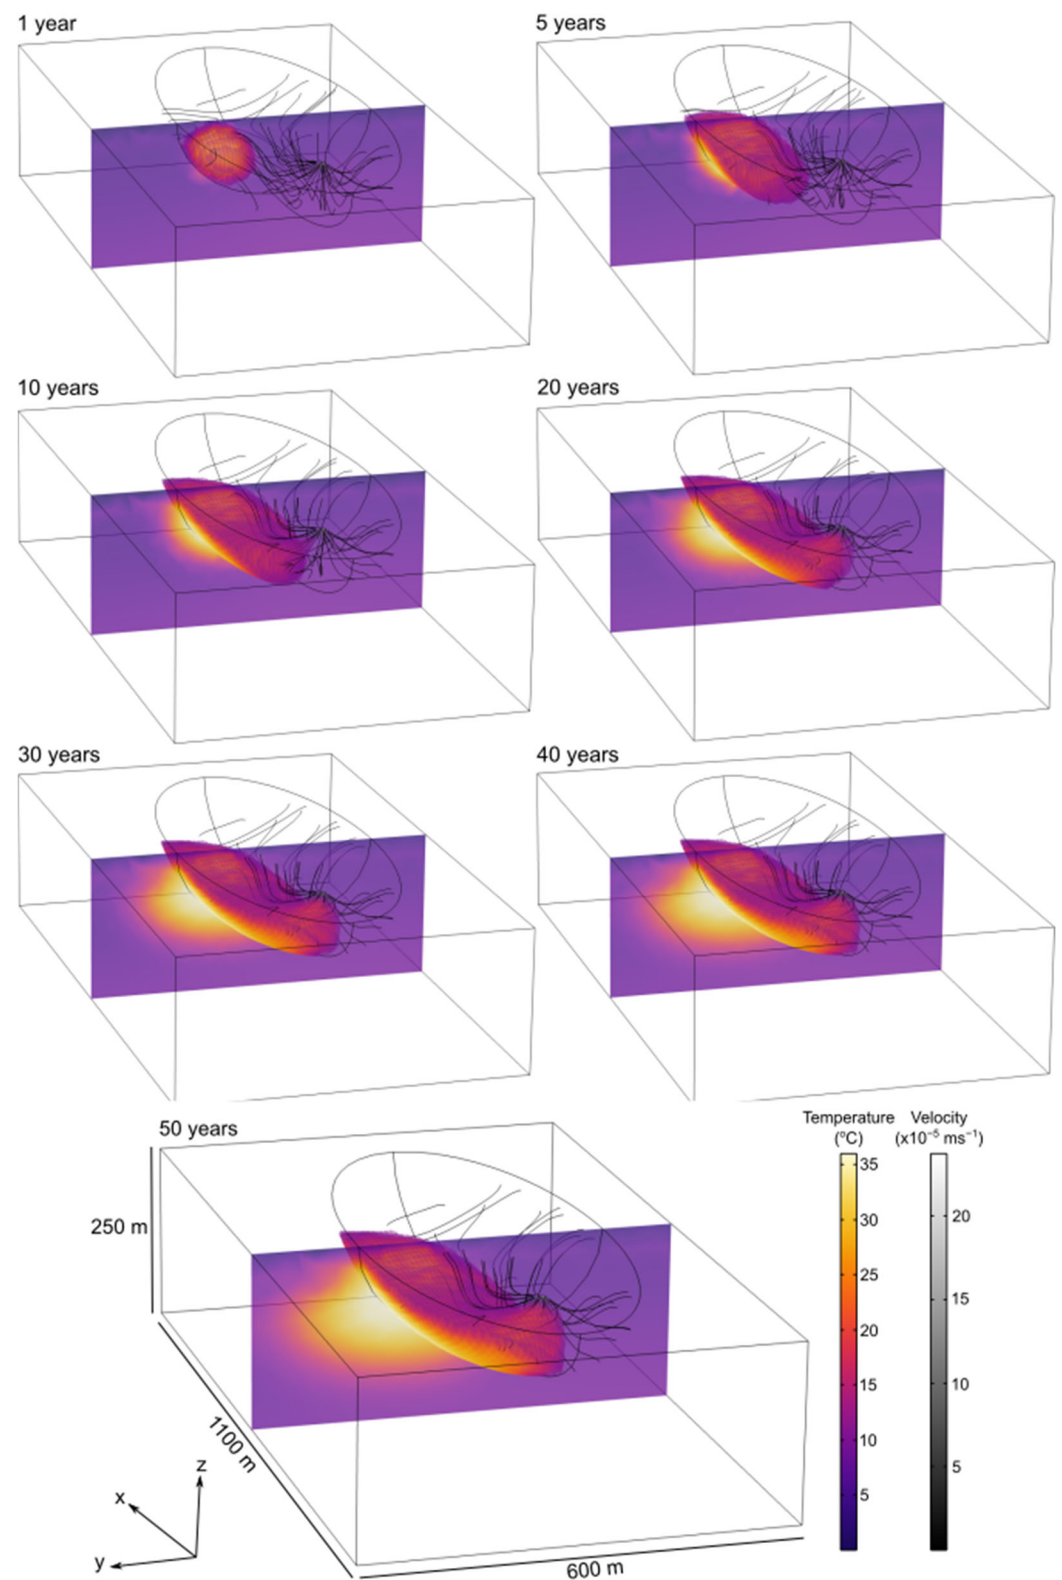 1 year
5 years
10 years
20 years
30 years
40 years
50 years
Temperature Velocity
(°C) (x10⁻⁵ ms⁻¹)
35
30
25
20
15
10
5
20
15
10
5
250 m
1100 m
600 m
z
x
y